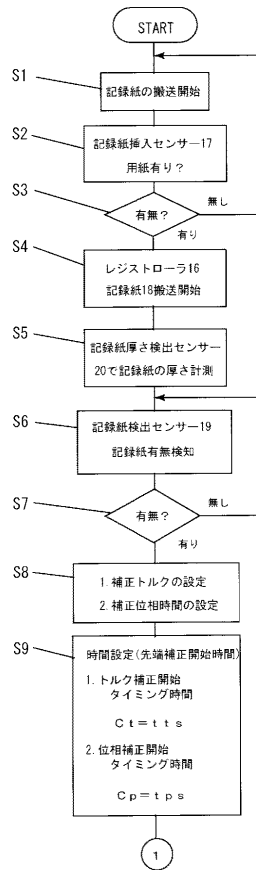 START
S1
記録紙の搬送開始
S2
記録紙挿入センサー17
用紙有り？
S3
有無？
無し
有り
S4
レジストローラ16
記録紙18搬送開始
S5
記録紙厚さ検出センサー
20で記録紙の厚さ計測
S6
記録紙検出センサー19
記録紙有無検知
S7
有無？
無し
有り
S8
1.補正トルクの設定
2.補正位相時間の設定
S9
時間設定(先端補正開始時間)
1.トルク補正開始
タイミング時間
Ct＝tts
2.位相補正開始
タイミング時間
Cp＝tps
1